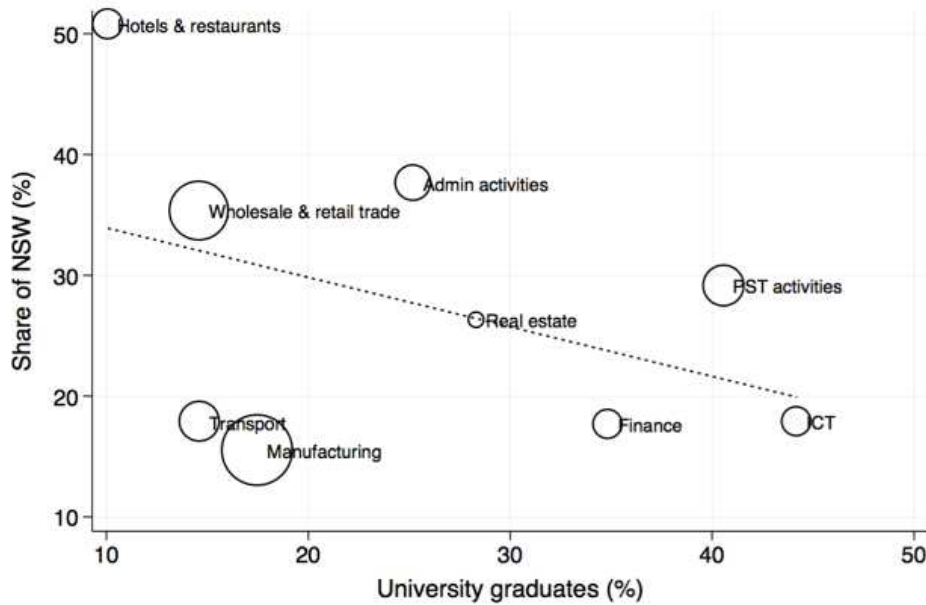 50
40
30
20
10
Share of NSW (%)
Hotels & restaurants
Admin activities
Wholesale & retail trade
PST activities
Real estate
Transport
Finance
ICT
Manufacturing
10
20
30
40
50
University graduates (%)